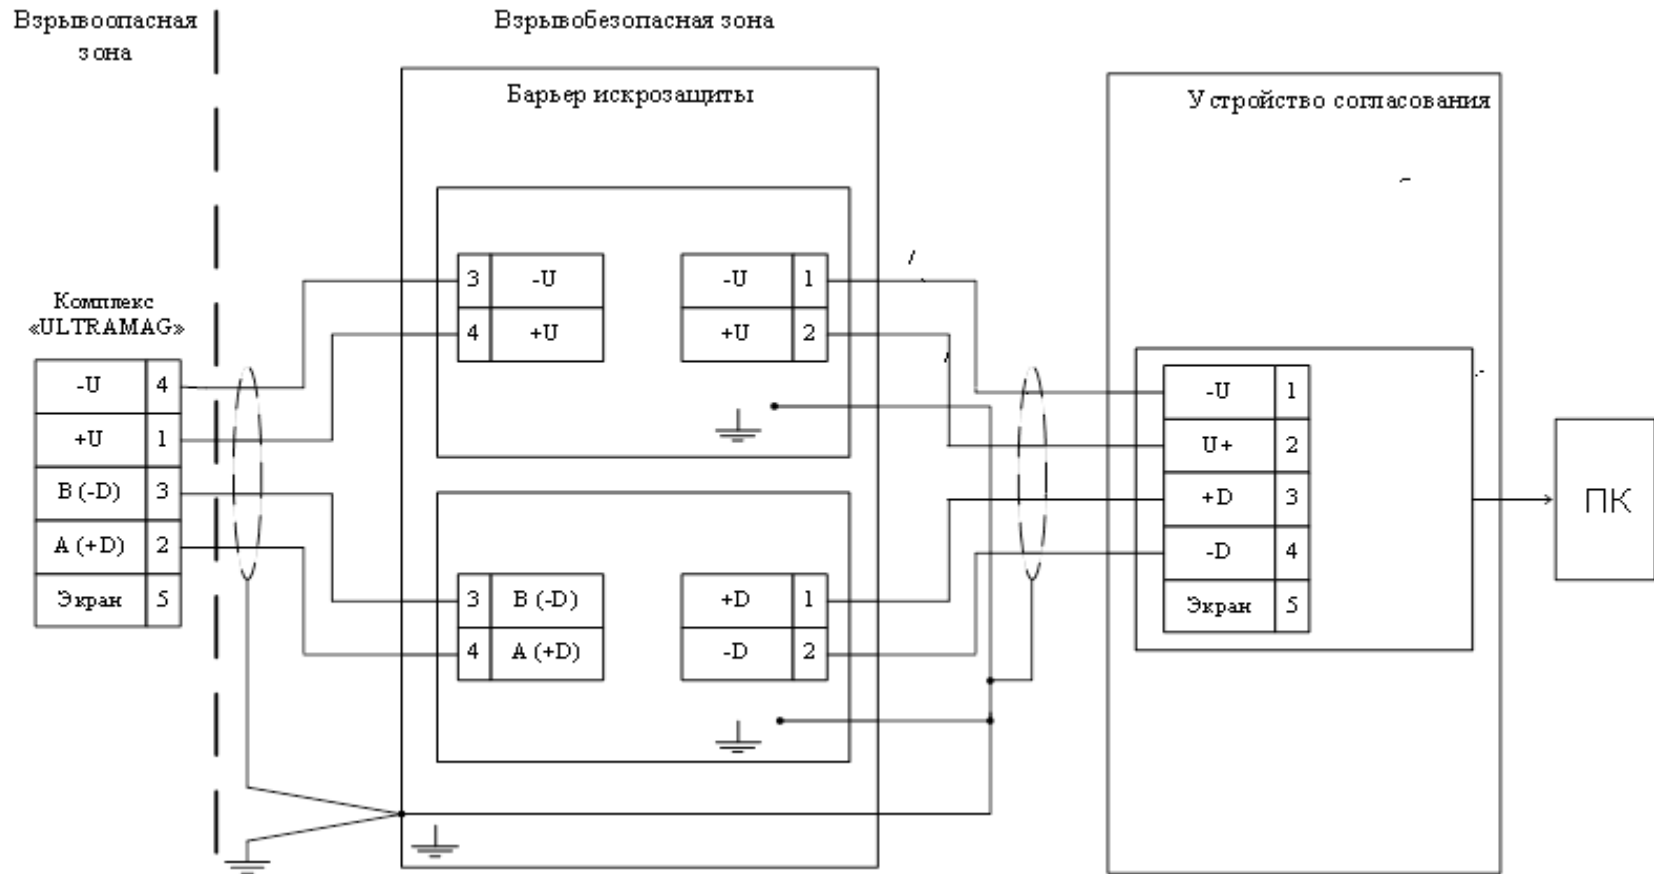 Взрывоопасная
зона
Взрывобезопасная зона
Барьер искрозащиты
Устройство согласования
Комплекс
«ULTRAMAG»
-U 4
+U 1
B (-D) 3
A (+D) 2
Экран 5
3 -U
4 +U
-U 1
+U 2
3 B (-D)
4 A (+D)
+D 1
-D 2
-U 1
U+ 2
+D 3
-D 4
Экран 5
ПК